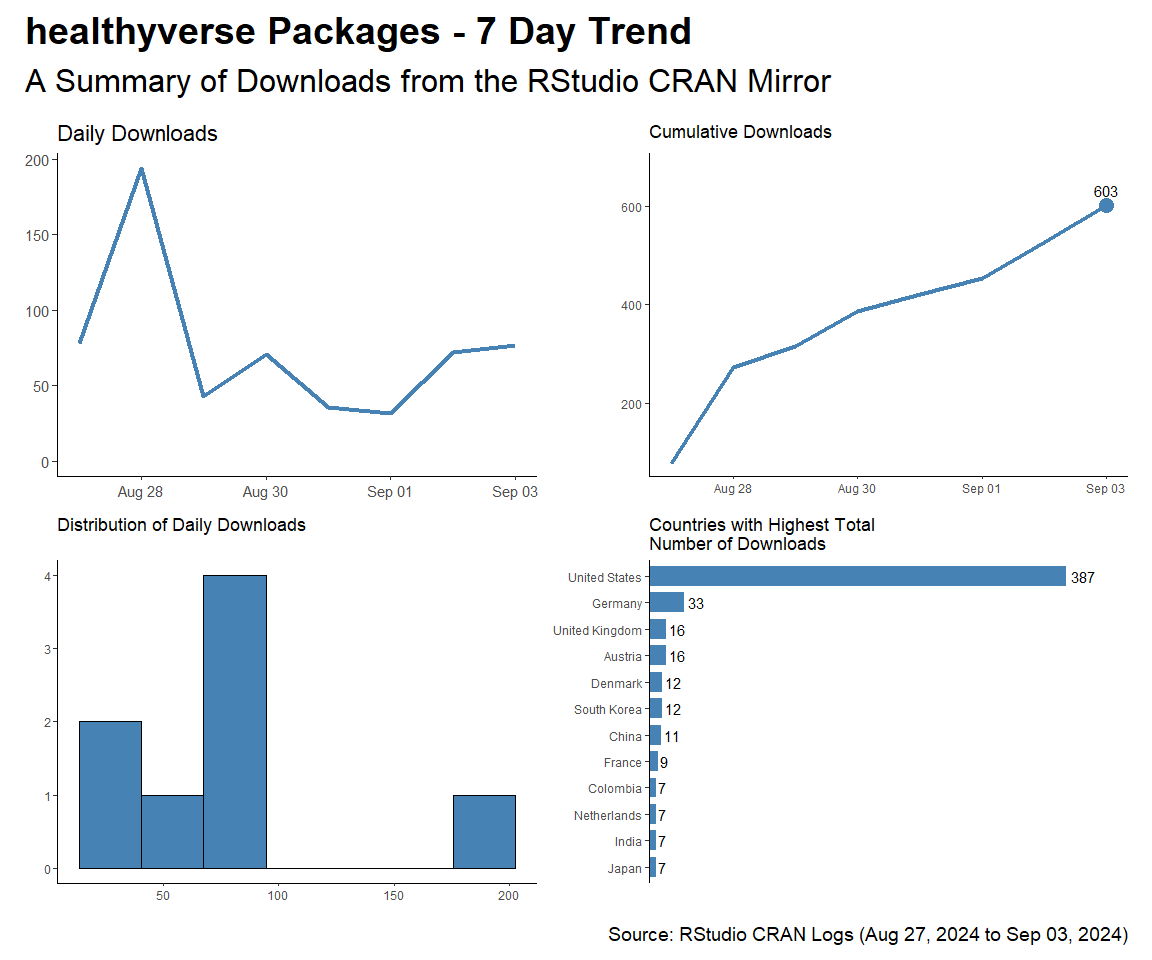 healthyverse Packages - 7 Day Trend
A Summary of Downloads from the RStudio CRAN Mirror
Daily Downloads
200
150
100
50
0
Aug 28 Aug 30 Sep 01 Sep 03
Cumulative Downloads
603
600
400
200
Aug 28 Aug 30 Sep 01 Sep 03
Distribution of Daily Downloads
4
3
2
1
0
50 100 150 200
Countries with Highest Total
Number of Downloads
United States 387
Germany 33
United Kingdom 16
Austria 16
Denmark 12
South Korea 12
China 11
France 9
Colombia 7
Netherlands 7
India 7
Japan 7
Source: RStudio CRAN Logs (Aug 27, 2024 to Sep 03, 2024)